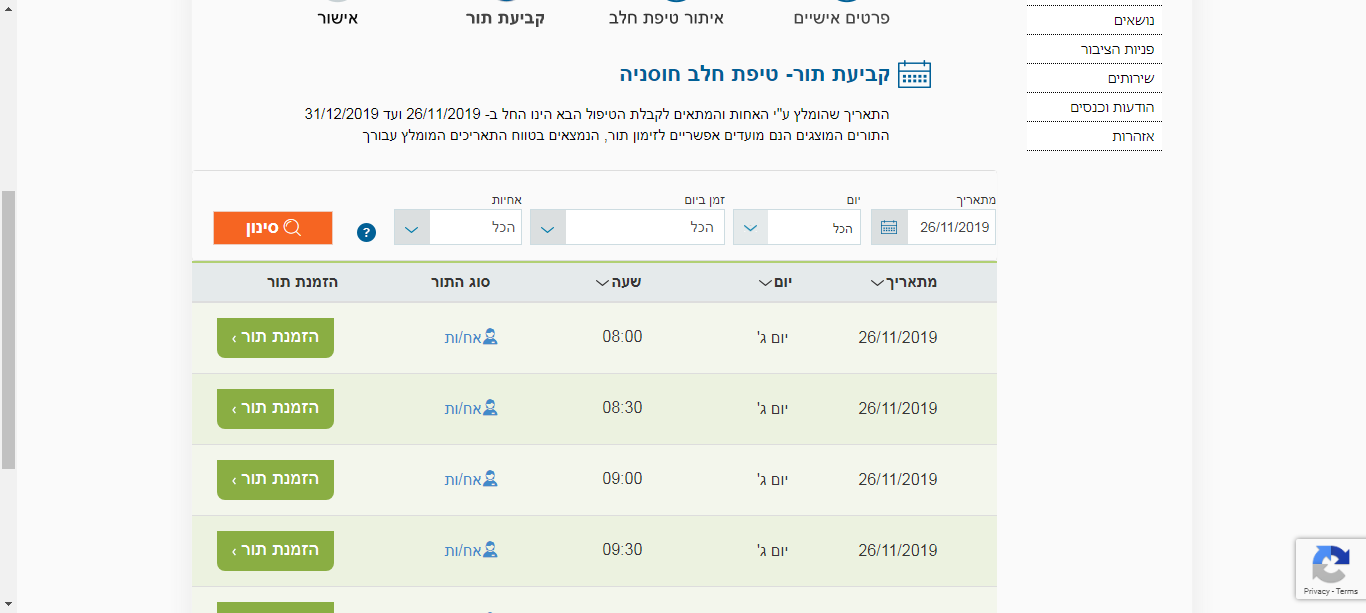 נושאים
פניות הציבור
שירותים
הודעות וכנסים
אזהרות
פרטים אישיים
איתור טיפת חלב
קביעת תור
אישור
קביעת תור- טיפת חלב חוסניה
התאריך שהומלץ ע"י האחות והמתאים לקבלת הטיפול הבא הינו החל ב- 26/11/2019 ועד 31/12/2019
התורים המוצגים הנם מועדים אפשריים לזימון תור, הנמצאים בטווח התאריכים המומלץ עבורך
מתאריך יום זמן ביום אחיות
26/11/2019 הכל הכל הכל ? סינון
מתאריך יום שעה סוג התור הזמנת תור
26/11/2019 יום ג' 08:00 אח/ות הזמנת תור ›
26/11/2019 יום ג' 08:30 אח/ות הזמנת תור ›
26/11/2019 יום ג' 09:00 אח/ות הזמנת תור ›
26/11/2019 יום ג' 09:30 אח/ות הזמנת תור ›
Privacy - Terms